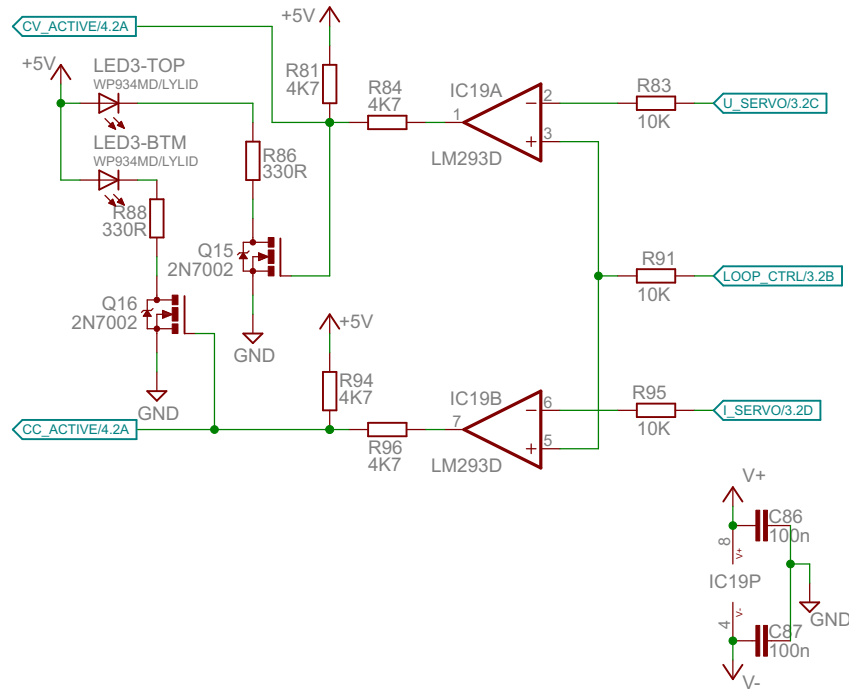 CV_ACTIVE/4.2A
+5V
+5V
LED3-TOP
WP934MD/LYLID
R81
4K7
R84
4K7
1
IC19A
2
3
LM293D
R83
10K
U_SERVO/3.2C
LED3-BTM
WP934MD/LYLID
R86
330R
R88
330R
Q15
2N7002
R91
10K
LOOP_CTRL/3.2B
Q16
2N7002
GND
+5V
R94
4K7
GND
CC_ACTIVE/4.2A
R96
4K7
7
IC19B
6
5
LM293D
R95
10K
I_SERVO/3.2D
V+
C86
100n
8
V+
IC19P
GND
4
V-
C87
100n
V-